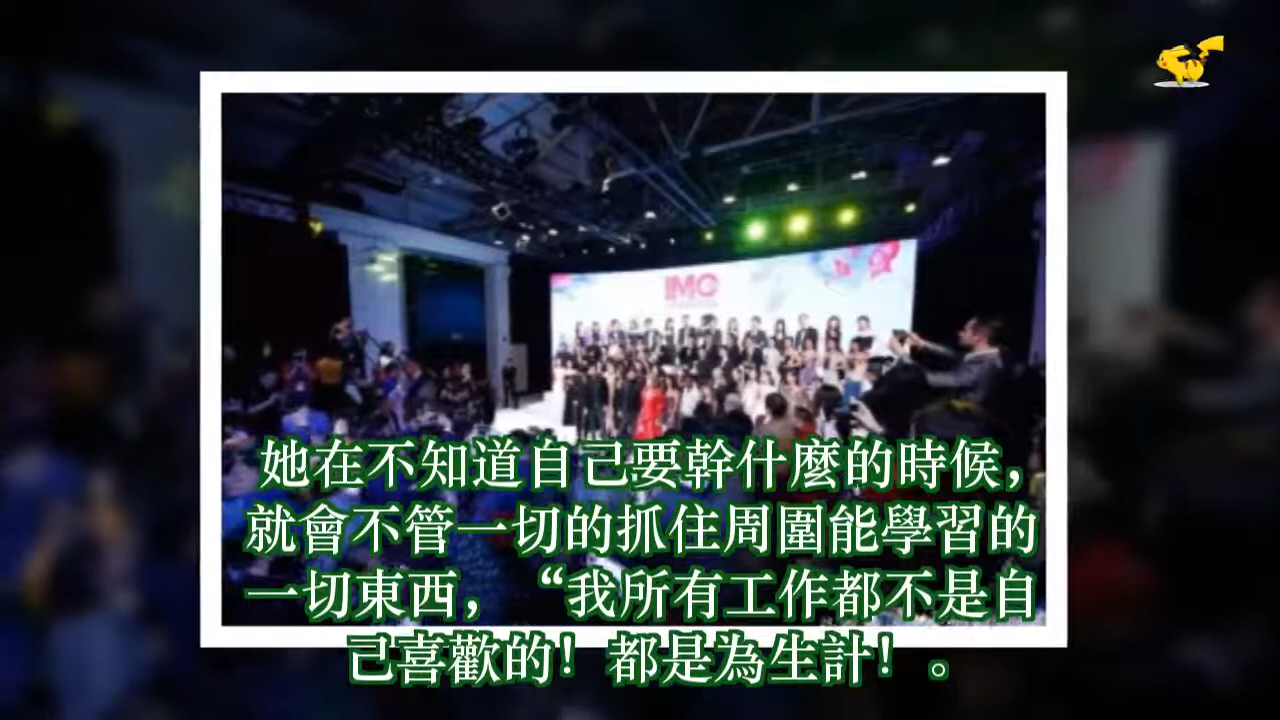 IMC
她在不知道自己要幹什麼的時候，
就會不管一切的抓住周圍能學習的
一切東西，“我所有工作都不是自
己喜歡的！都是為生計！。